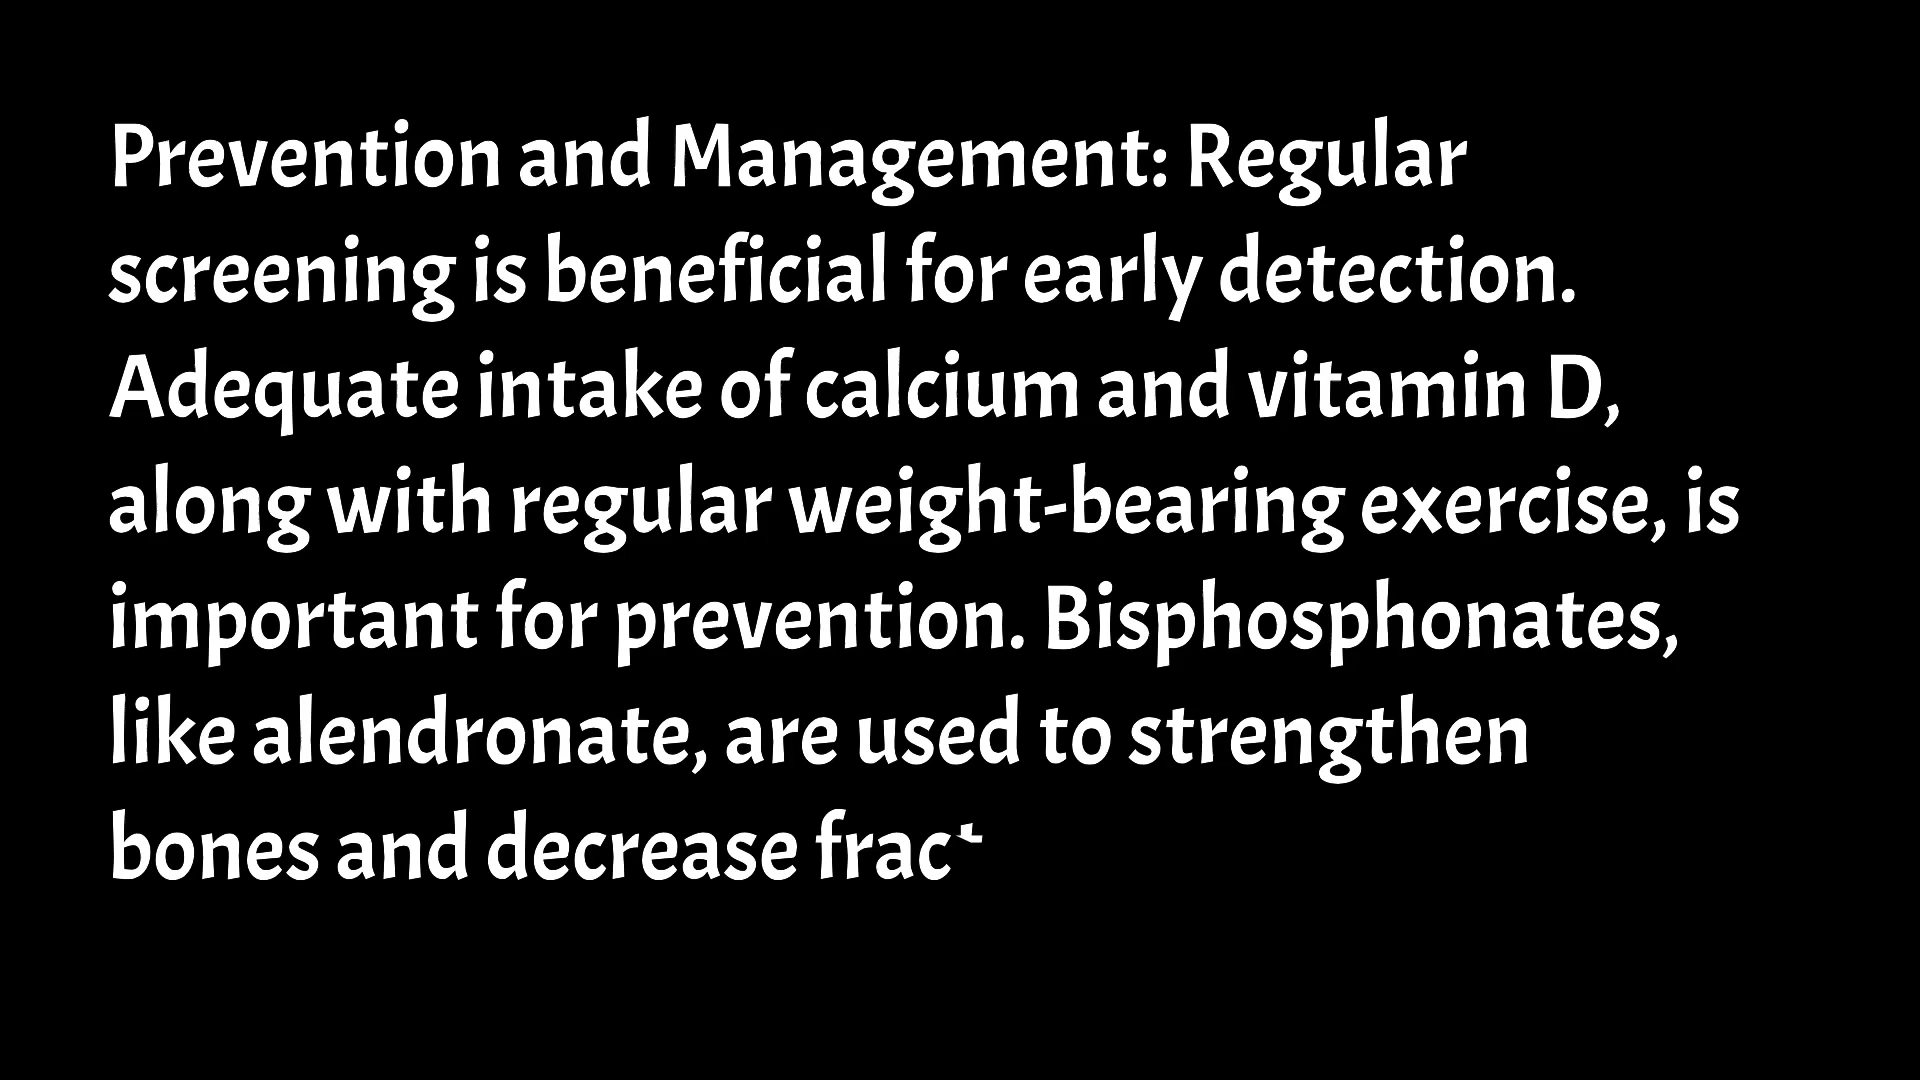 Prevention and Management: Regular
screening is beneficial for early detection.
Adequate intake of calcium and vitamin D,
along with regular weight-bearing exercise, is
important for prevention. Bisphosphonates,
like alendronate, are used to strengthen
bones and decrease frac